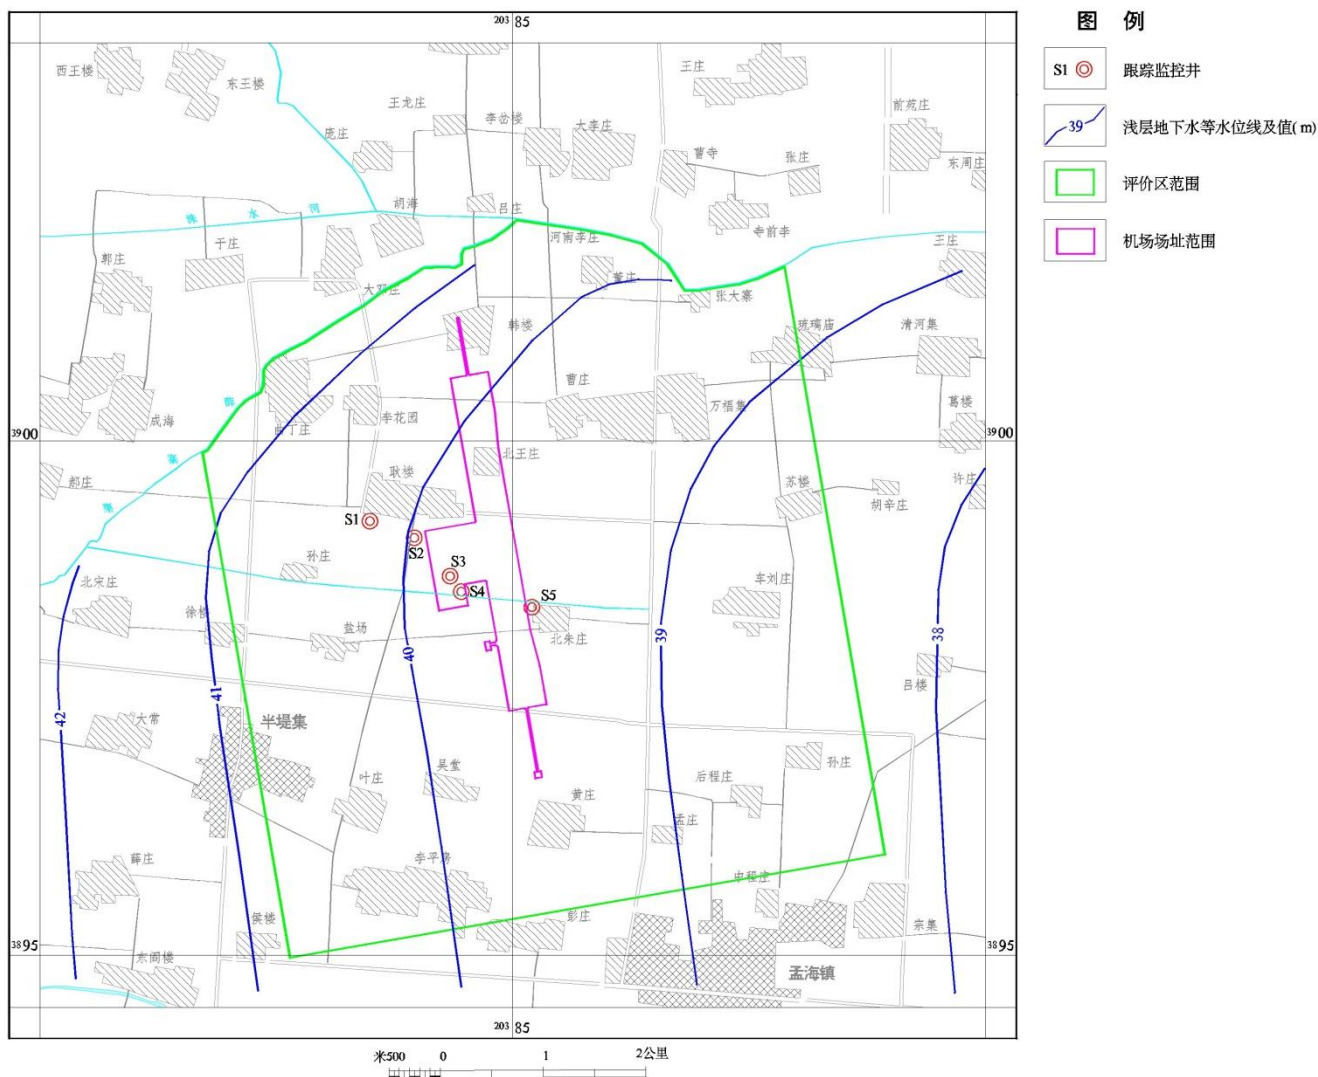 203 85
图 例
S1
跟踪监控井
39
浅层地下水等水位线及值(m)
评价区范围
机场场址范围
西王楼
东王楼
王龙庄
李岔楼
大李庄
王庄
前苑庄
庞庄
曹寺
张庄
东周庄
洙水河
胡海
吕庄
河南李庄
寺前李
王庄
于庄
郭庄
大邓庄
董庄
张大寨
韩楼
琉璃庙
清河集
成海
李花园
曹庄
万福集
葛楼
3900
3900
郝庄
耿楼
北王庄
苏楼
胡辛庄
许庄
S1
S2
孙庄
S3
S4
S5
北宋庄
徐楼
盐场
北朱庄
车刘庄
39
38
40
41
42
吕楼
大常
半堤集
叶庄
吴堂
黄庄
后程庄
孙庄
孟庄
薛庄
李平房
中程庄
侯楼
彭庄
宗集
3895
3895
东阎楼
孟海镇
203 85
米500 0 1 2公里